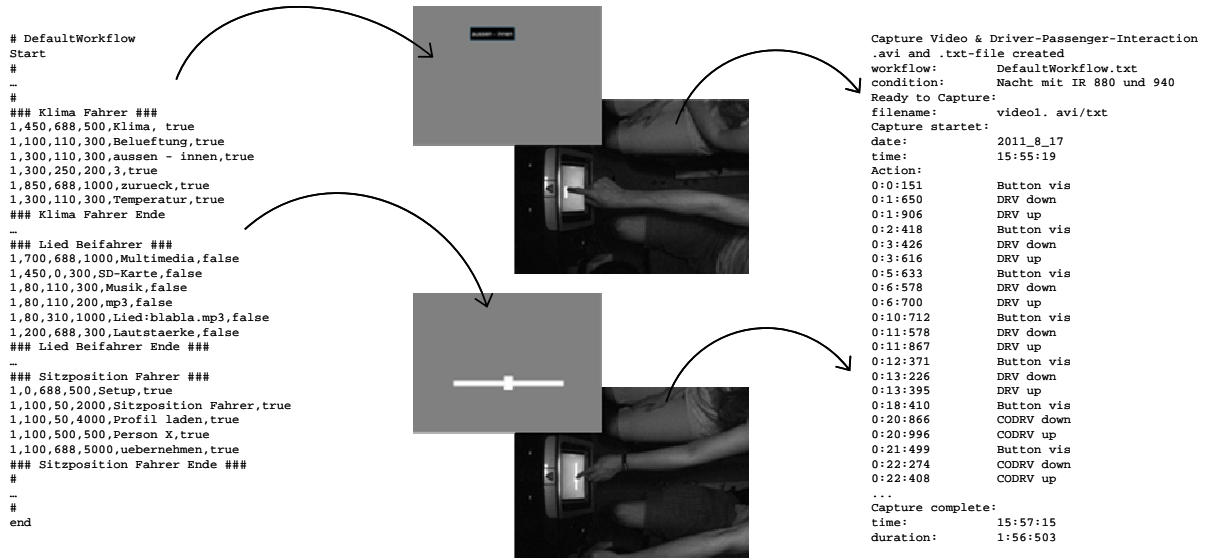 # DefaultWorkflow
Start
#
…
#
### Klima Fahrer ###
1,450,688,500,Klima, true
1,100,110,300,Belueftung,true
1,300,110,300,aussen - innen,true
1,300,250,200,3,true
1,850,688,1000,zurueck,true
1,300,110,300,Temperatur,true
### Klima Fahrer Ende
…
### Lied Beifahrer ###
1,700,688,1000,Multimedia,false
1,450,0,300,SD-Karte,false
1,80,110,300,Musik,false
1,80,110,200,mp3,false
1,80,310,1000,Lied:blabla.mp3,false
1,200,688,300,Lautstaerke,false
### Lied Beifahrer Ende ###
…
### Sitzposition Fahrer ###
1,0,688,500,Setup,true
1,100,50,2000,Sitzposition Fahrer,true
1,100,50,4000,Profil laden,true
1,100,500,500,Person X,true
1,100,688,5000,uebernehmen,true
### Sitzposition Fahrer Ende ###
#
…
#
end
aussen - innen
Capture Video & Driver-Passenger-Interaction
.avi and .txt-file created
workflow: DefaultWorkflow.txt
condition: Nacht mit IR 880 und 940
Ready to Capture:
filename: video1. avi/txt
Capture startet:
date: 2011_8_17
time: 15:55:19
Action:
0:0:151 Button vis
0:1:650 DRV down
0:1:906 DRV up
0:2:418 Button vis
0:3:426 DRV down
0:3:616 DRV up
0:5:633 Button vis
0:6:578 DRV down
0:6:700 DRV up
0:10:712 Button vis
0:11:578 DRV down
0:11:867 DRV up
0:12:371 Button vis
0:13:226 DRV down
0:13:395 DRV up
0:18:410 Button vis
0:20:866 CODRV down
0:20:996 CODRV up
0:21:499 Button vis
0:22:274 CODRV down
0:22:408 CODRV up
...
Capture complete:
time: 15:57:15
duration: 1:56:503